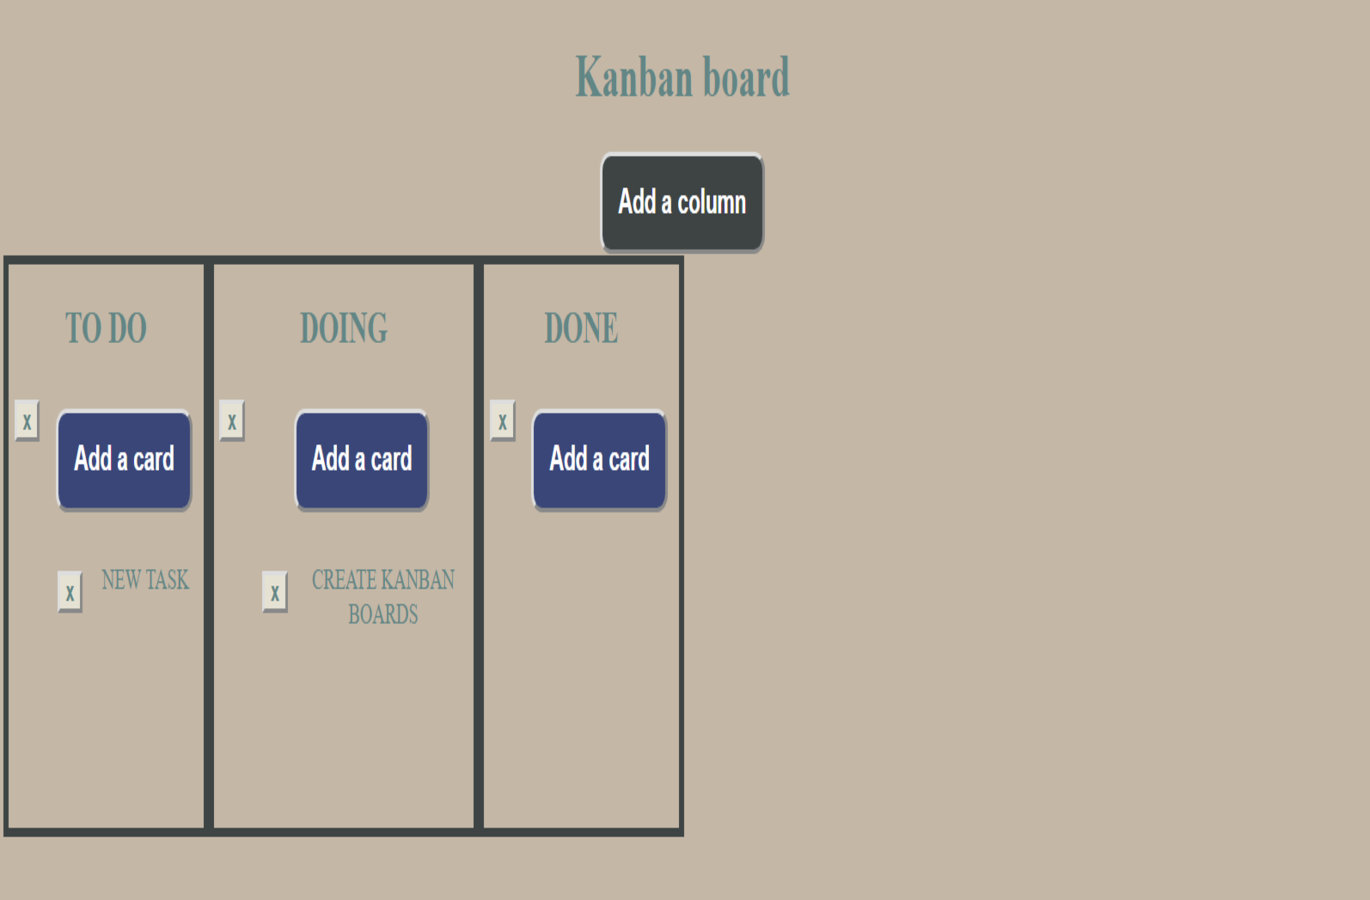 Kanban board
Add a column
TO DO
x
Add a card
x
NEW TASK
DOING
x
Add a card
x
CREATE KANBAN
BOARDS
DONE
x
Add a card